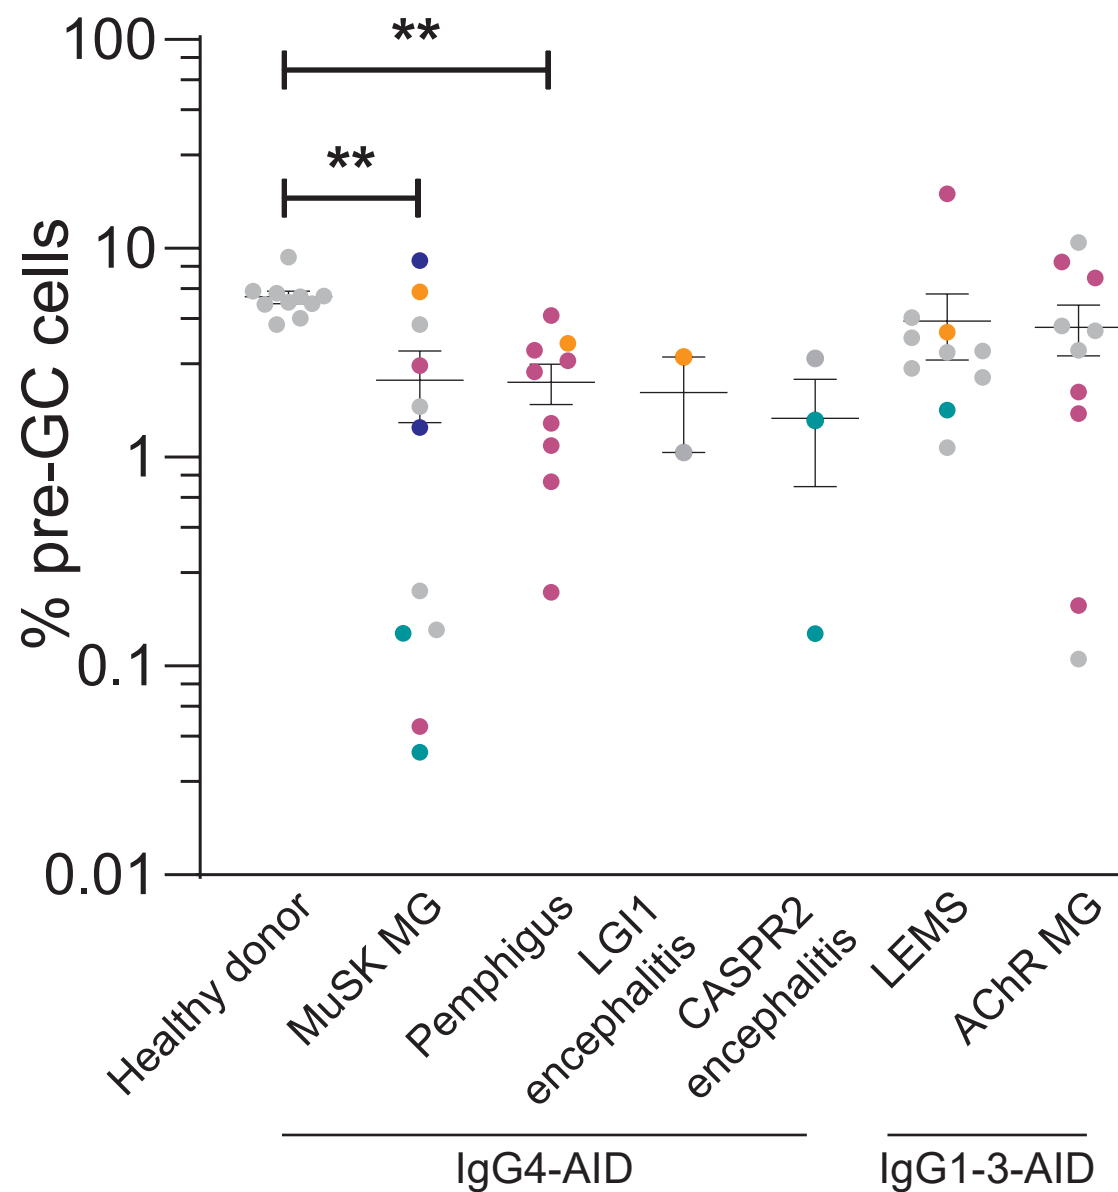 100
**
**
10
1
0.1
0.01
% pre-GC cells
Healthy donor
MuSK MG
Pemphigus
LGI1
encephalitis
CASPR2
encephalitis
LEMS
AChR MG
IgG4-AID
IgG1-3-AID